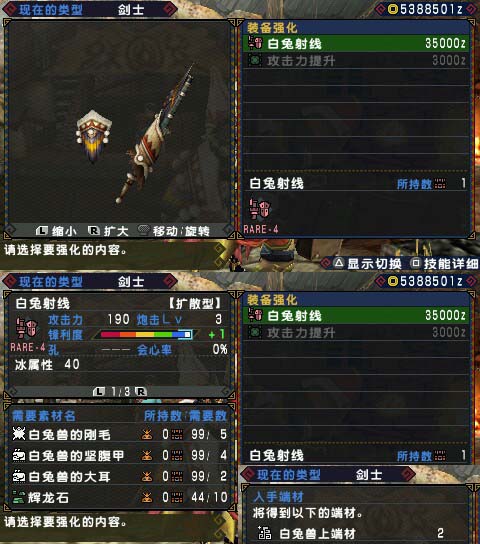 现在的类型 剑士
5388501z
装备强化
白兔射线 35000z
攻击力提升 3000z
白兔射线 所持数 1
RARE-4
L 缩小 R 扩大 移动/旋转
请选择要强化的内容。
△显示切换 □技能详细
现在的类型 剑士
5388501z
白兔射线 【扩散型】
攻击力 190 炮击Lv 3
锋利度 +1
RARE-4
孔 --- 会心率 0%
冰属性 40
L 1/3 R
需要素材名 所持数 需要数
白兔兽的刚毛 0 99/ 5
白兔兽的坚腹甲 0 99/ 4
白兔兽的大耳 0 99/ 2
辉龙石 0 44/10
请选择要强化的内容。
装备强化
白兔射线 35000z
攻击力提升 3000z
白兔射线 所持数 1
现在的类型 剑士
入手端材
将得到以下的端材。
白兔兽上端材 2